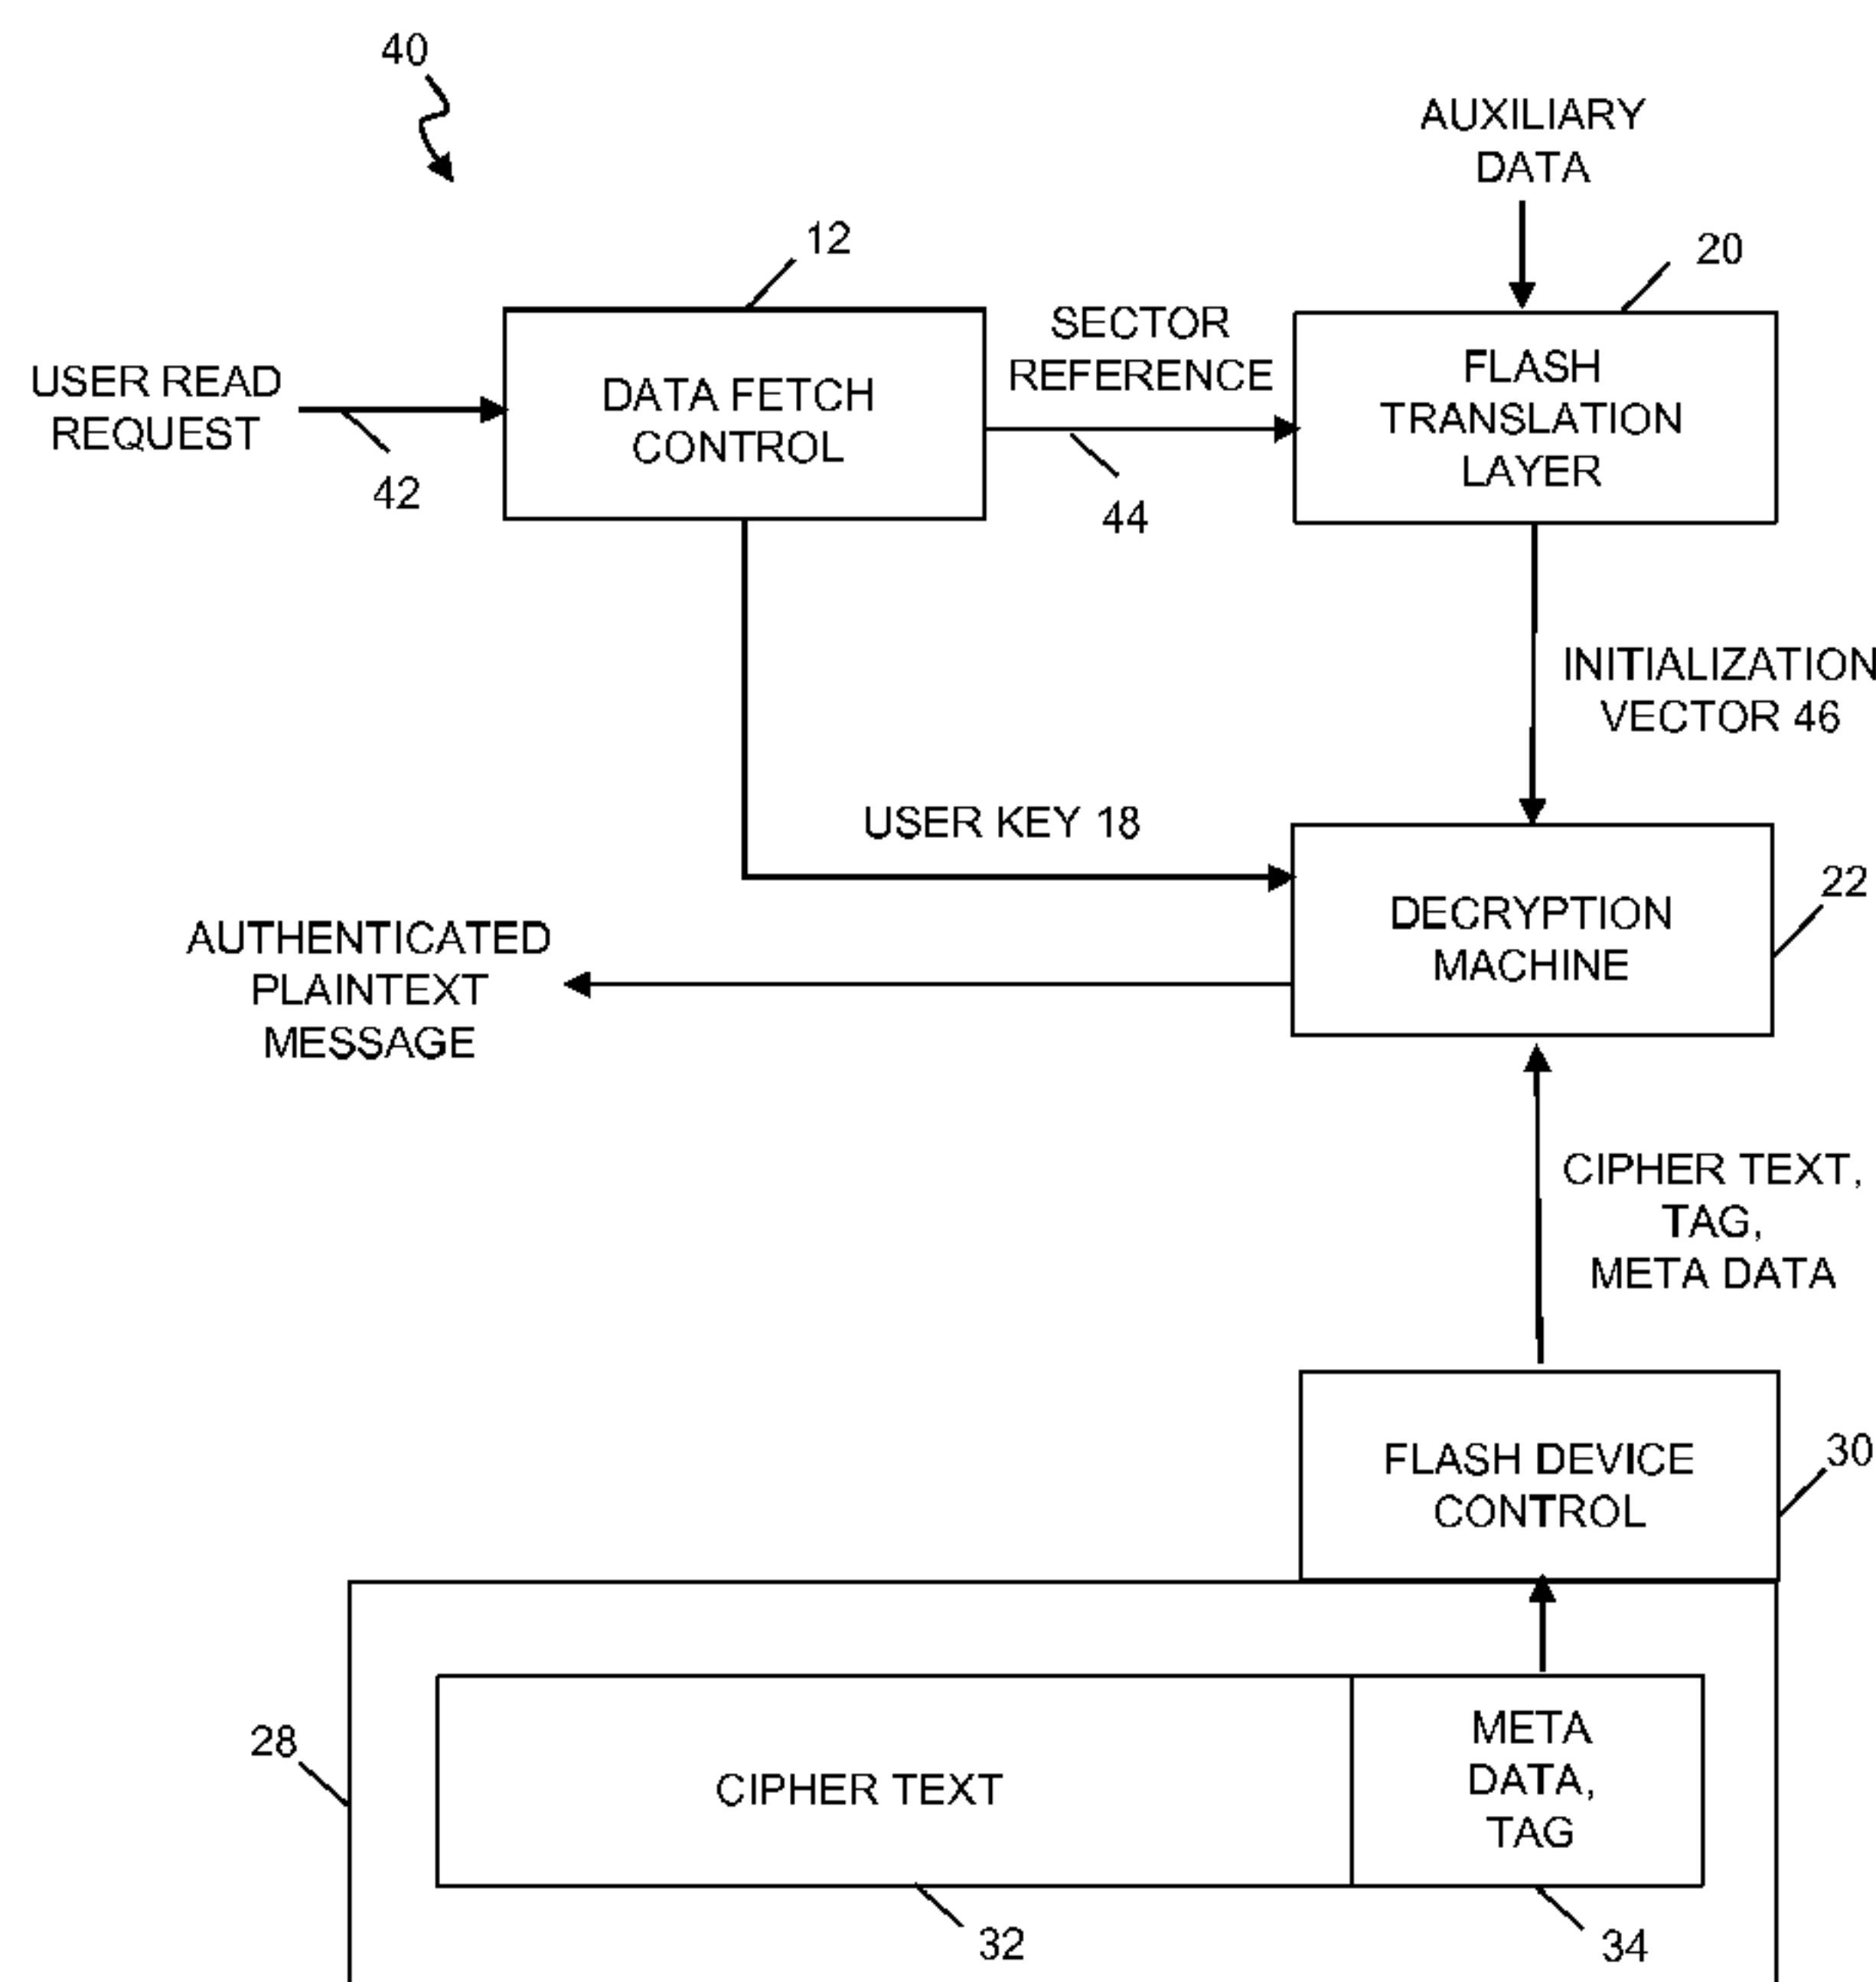 40
AUXILIARY
DATA
12
20
USER READ
REQUEST
42
DATA FETCH
CONTROL
SECTOR
REFERENCE
44
FLASH
TRANSLATION
LAYER
INITIALIZATION
VECTOR 46
USER KEY 18
22
DECRYPTION
MACHINE
AUTHENTICATED
PLAINTEXT
MESSAGE
CIPHER TEXT,
TAG,
META DATA
FLASH DEVICE
CONTROL
30
28
CIPHER TEXT
META
DATA,
TAG
32
34